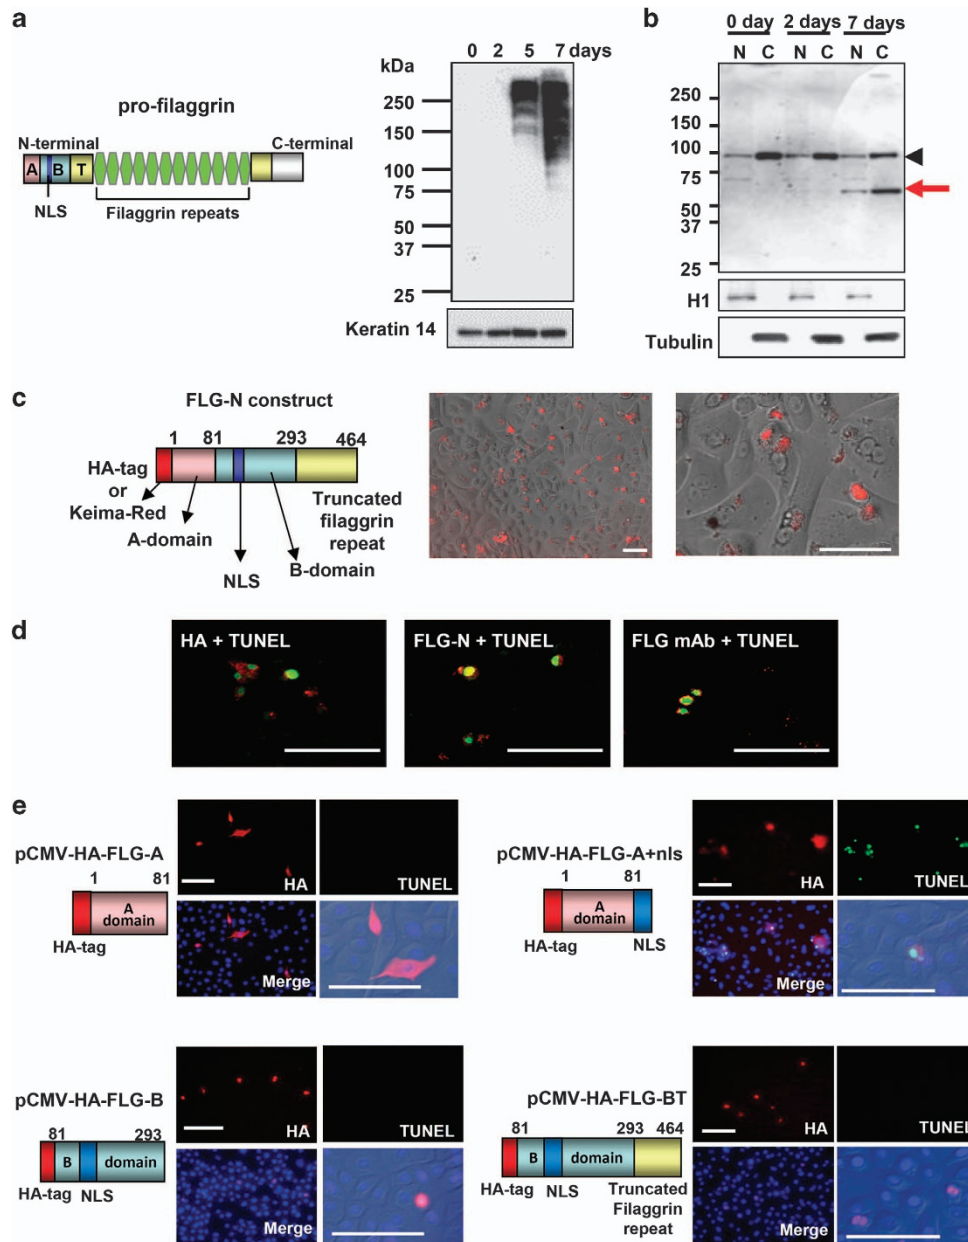 a
pro-filaggrin
N-terminal
C-terminal
A
B
T
NLS
Filaggrin repeats
0 2 5 7 days
kDa
250
150
100
75
50
37
25
Keratin 14
b
0 day 2 days 7 days
N C N C N C
250
150
100
75
50
37
25
H1
Tubulin
c
FLG-N construct
1 81 293 464
HA-tag
or
Keima-Red
A-domain
NLS
B-domain
Truncated
filaggrin
repeat
d
HA + TUNEL
FLG-N + TUNEL
FLG mAb + TUNEL
e
pCMV-HA-FLG-A
1 81
A
domain
HA-tag
HA
TUNEL
Merge
pCMV-HA-FLG-A+nls
1 81
A
domain
HA-tag
NLS
HA
TUNEL
Merge
pCMV-HA-FLG-B
81 293
B domain
HA-tag NLS
HA
TUNEL
Merge
pCMV-HA-FLG-BT
81 293 464
B domain
HA-tag NLS
Truncated
Filaggrin
repeat
HA
TUNEL
Merge